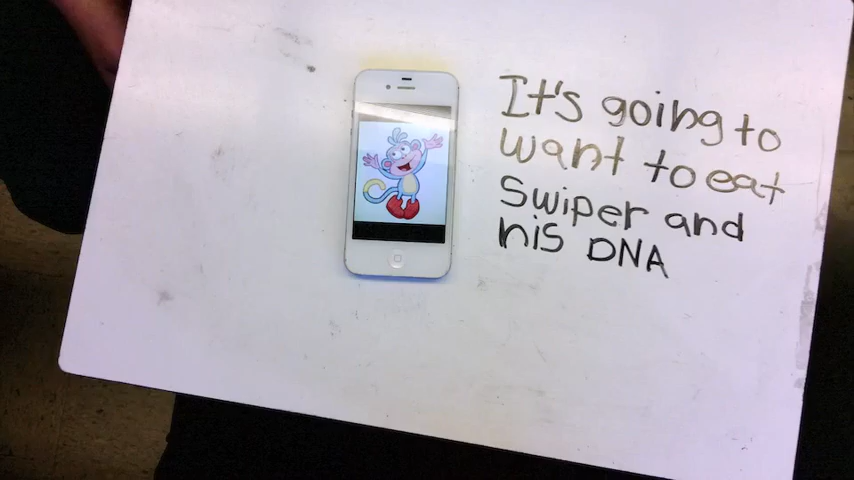 It's going to
want to eat
swiper and
his DNA